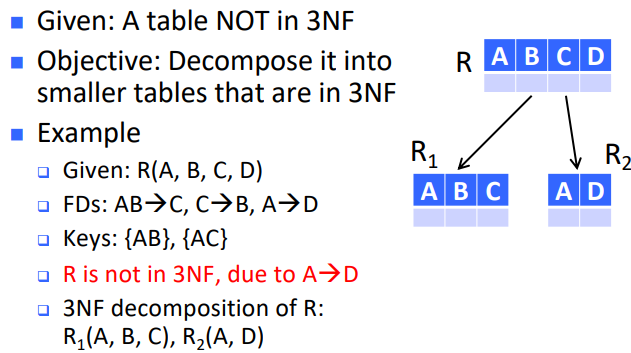 Given: A table NOT in 3NF
Objective: Decompose it into
smaller tables that are in 3NF
Example
Given: R(A, B, C, D)
FDs: AB→C, C→B, A→D
Keys: {AB}, {AC}
R is not in 3NF, due to A→D
3NF decomposition of R:
R₁(A, B, C), R₂(A, D)
R A B C D
R₁ R₂
A B C A D